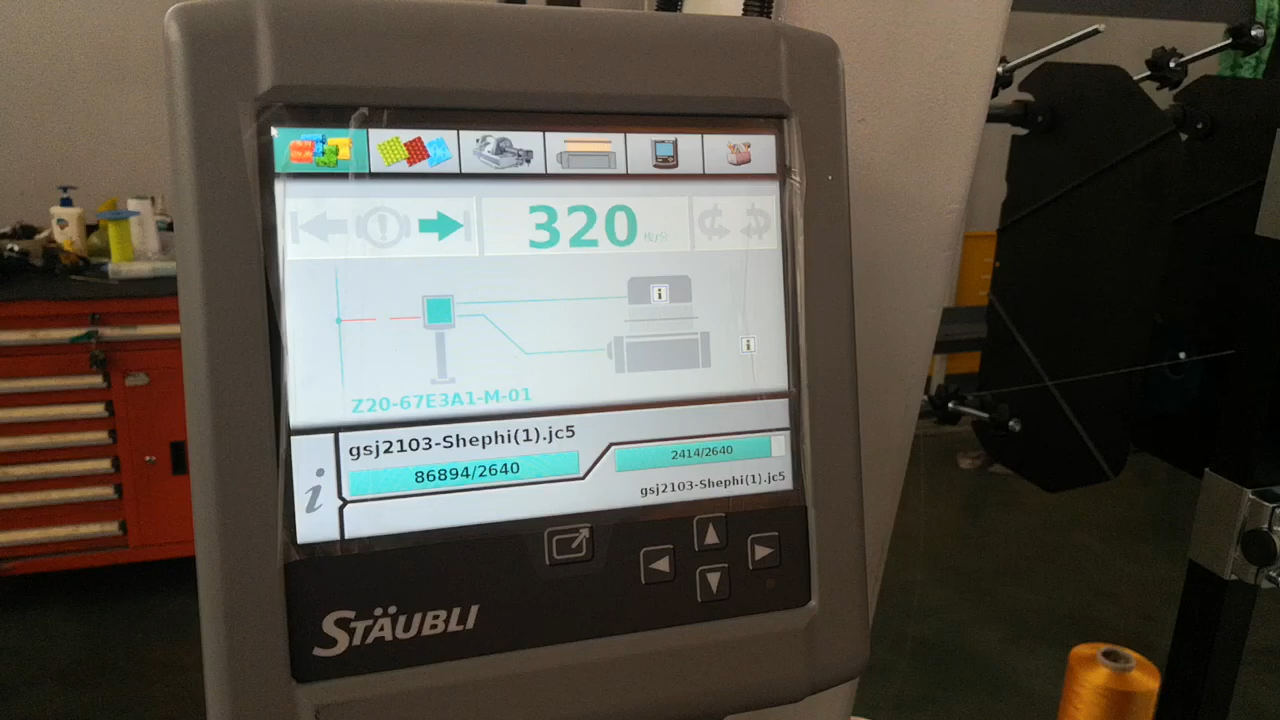 320
Z20-67E3A1-M-01
gsj2103-Shephi(1).jc5
86894/2640
2414/2640
gsj2103-Shephi(1).jc5
STÄUBLI